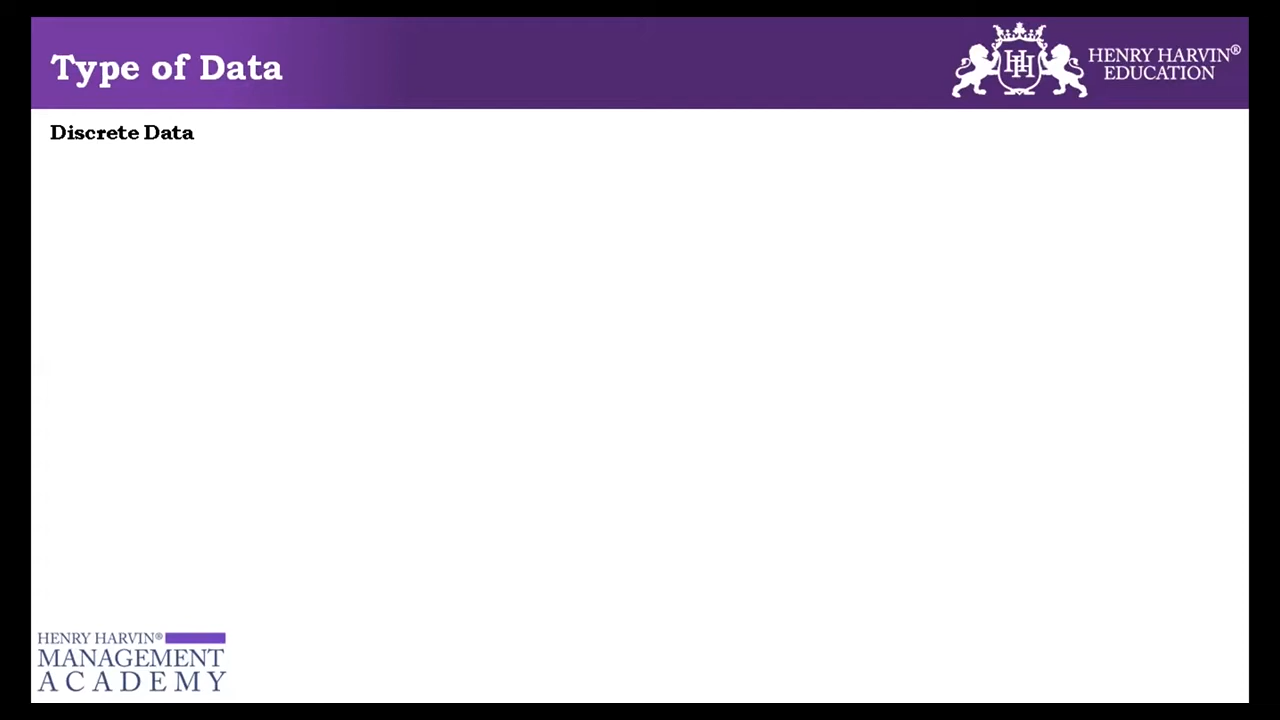 Type of Data
HENRY HARVIN®
EDUCATION
Discrete Data
HENRY HARVIN®
MANAGEMENT
ACADEMY